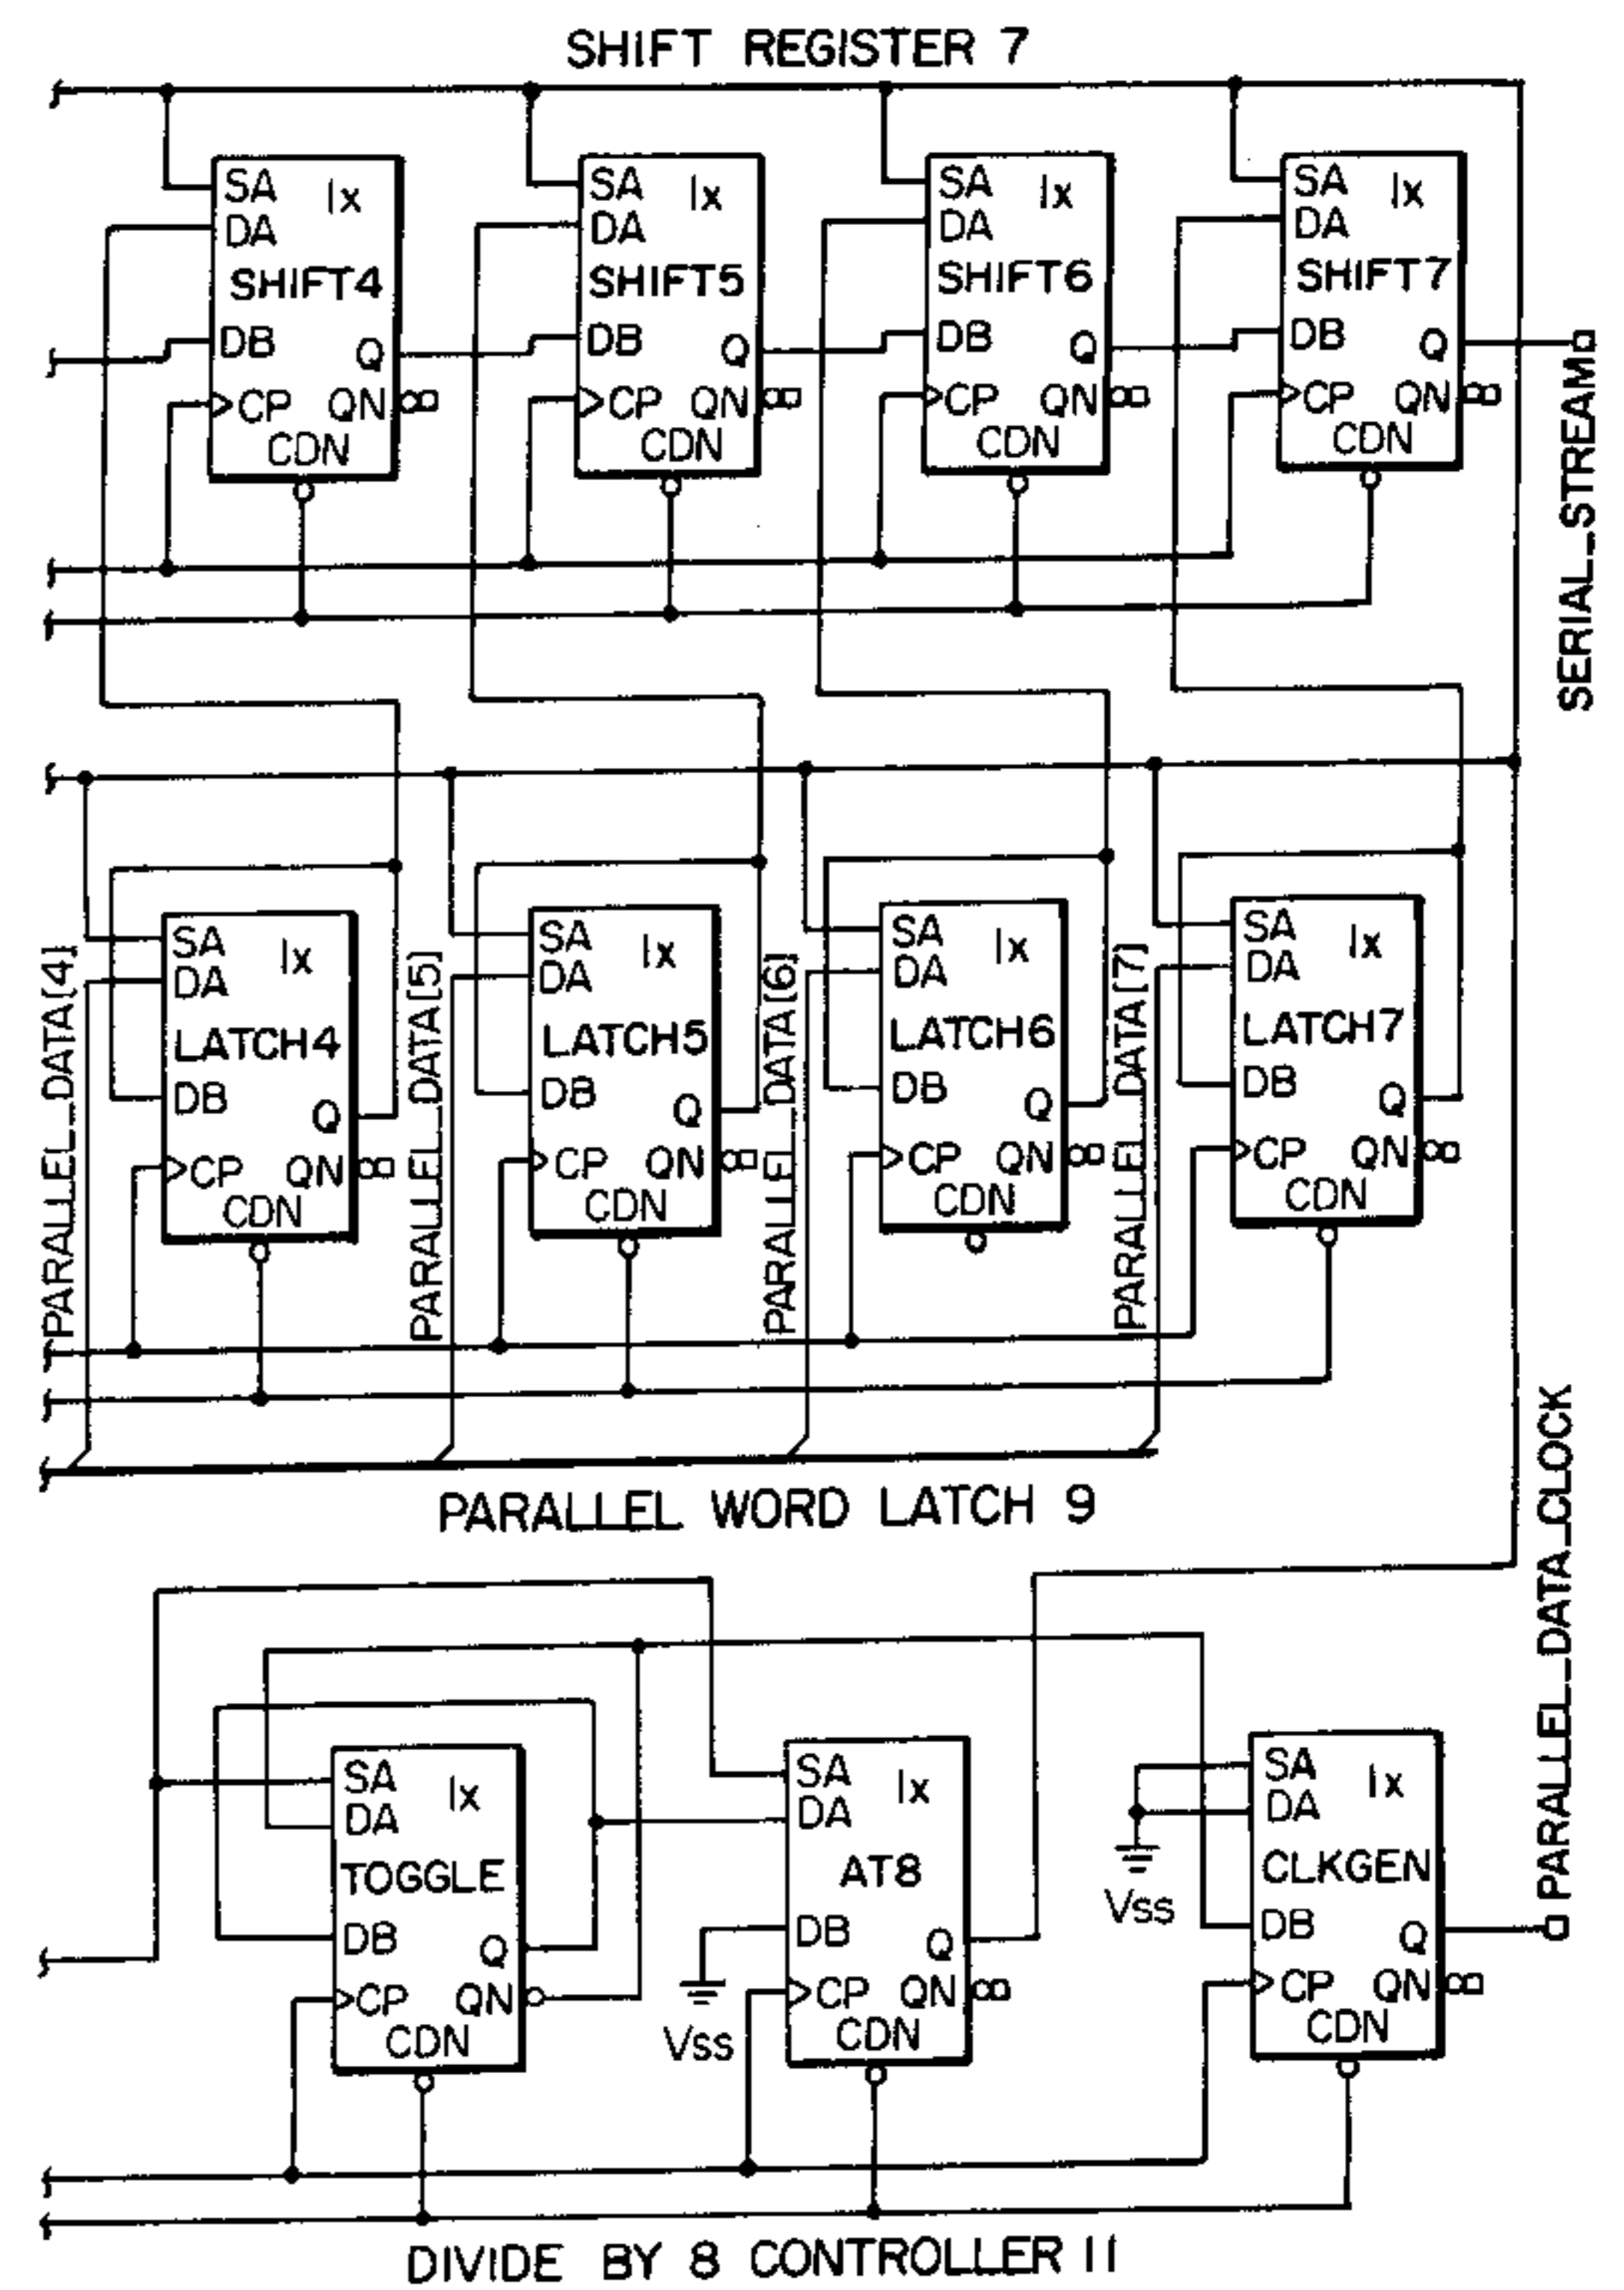 SHIFT REGISTER 7
SA Ix
DA
SHIFT4
DB Q
CP QN
CDN
SA Ix
DA
SHIFT5
DB Q
CP QN
CDN
SA Ix
DA
SHIFT6
DB Q
CP QN
CDN
SA Ix
DA
SHIFT7
DB Q
CP QN
CDN
SERIAL_STREAM
PARALLEL_DATA[4]
SA Ix
DA
LATCH4
DB Q
CP QN
CDN
PARALLEL_DATA[5]
SA Ix
DA
LATCH5
DB Q
CP QN
CDN
PARALLEL_DATA[6]
SA Ix
DA
LATCH6
DB Q
CP QN
CDN
PARALLEL_DATA[7]
SA Ix
DA
LATCH7
DB Q
CP QN
CDN
PARALLEL WORD LATCH 9
SA Ix
DA
TOGGLE
DB Q
CP QN
CDN
Vss
SA Ix
DA
AT8
DB Q
CP QN
CDN
Vss
SA Ix
DA
CLKGEN
DB Q
CP QN
CDN
PARALLEL_DATA_CLOCK
DIVIDE BY 8 CONTROLLER 11